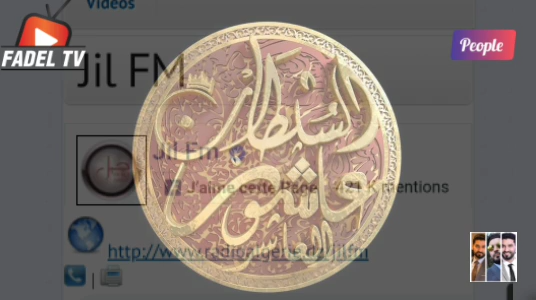 Vidéos
FADEL TV
People
Jil FM
السلطان
عاشور
العاشر
Jil Fm
J'aime cette Page 421 K mentions
http://www.radioalgerie.dz/jilfm